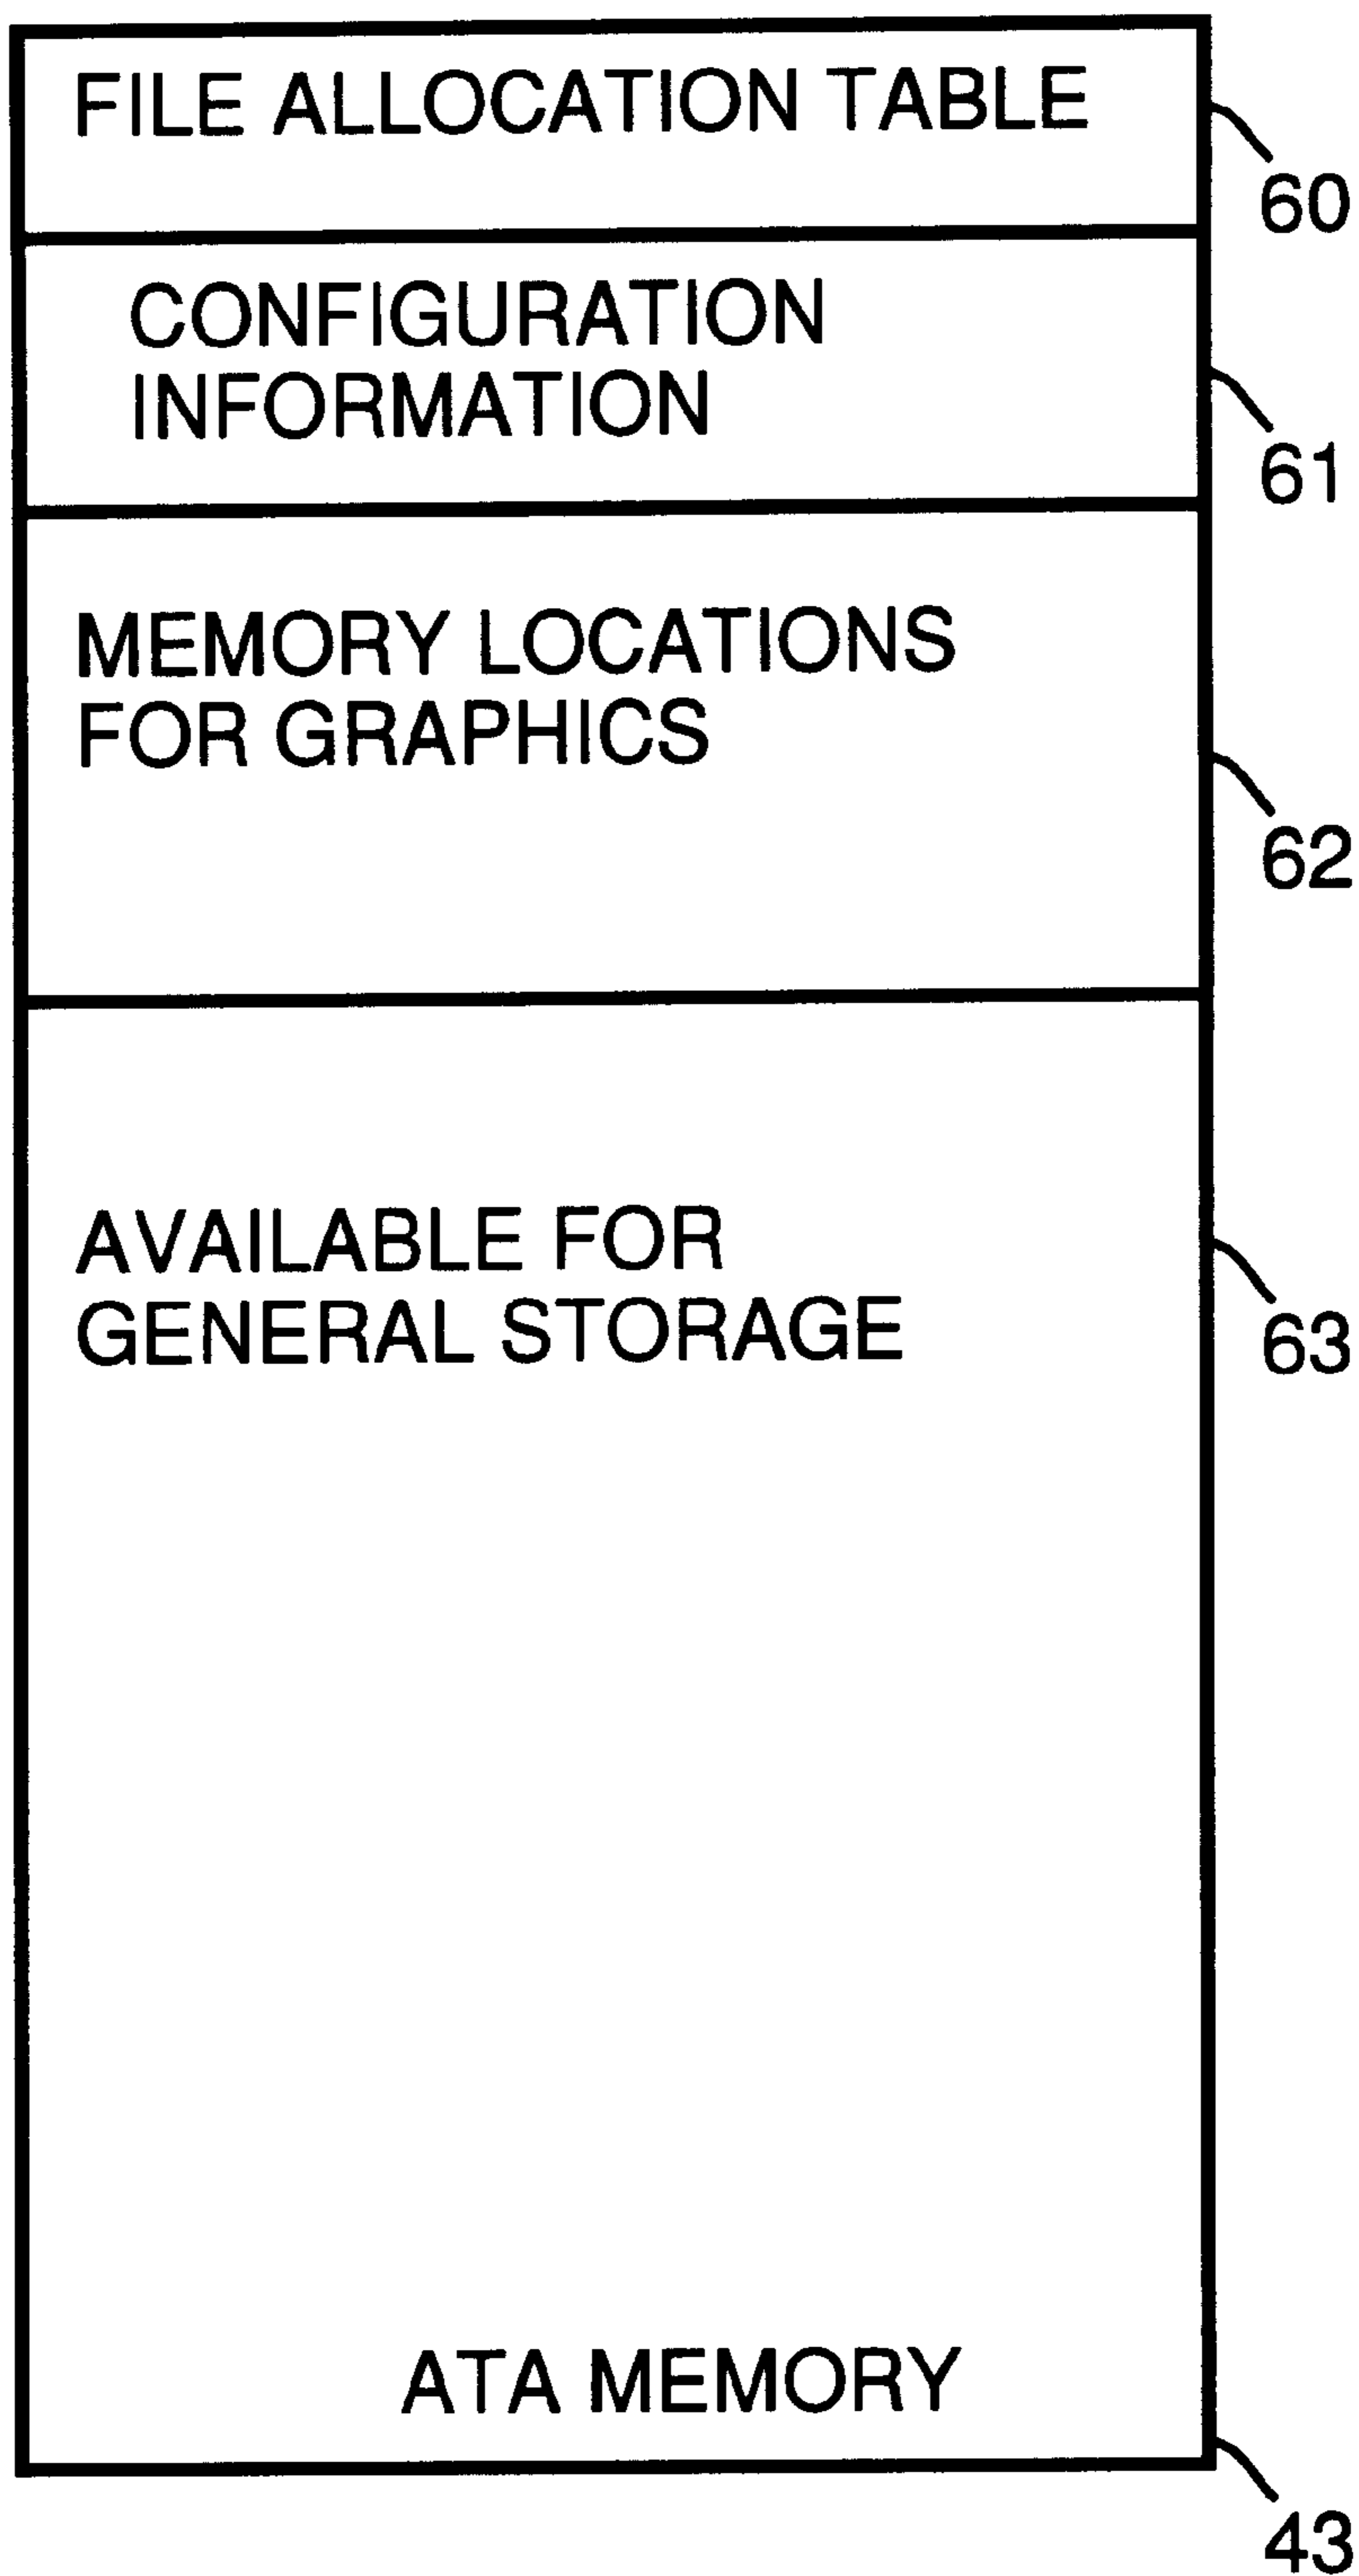 FILE ALLOCATION TABLE
60
CONFIGURATION
INFORMATION
61
MEMORY LOCATIONS
FOR GRAPHICS
62
AVAILABLE FOR
GENERAL STORAGE
63
ATA MEMORY
43